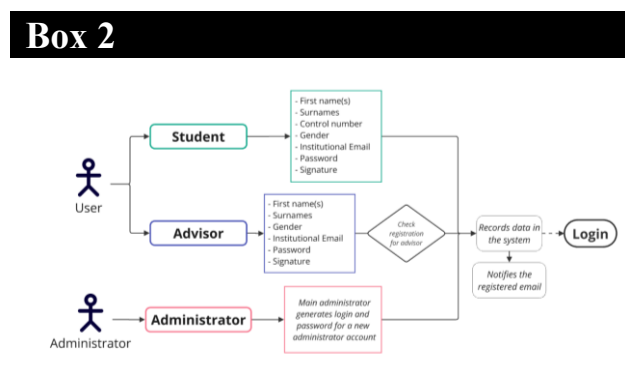 Box 2
- First name(s)
- Surnames
- Control number
- Gender
- Institutional Email
- Password
- Signature
Student
User
Advisor
- First name(s)
- Surnames
- Gender
- Institutional Email
- Password
- Signature
Check
registration
for advisor
Records data in
the system
Login
Notifies the
registered email
Administrator
Administrator
Main administrator
generates login and
password for a new
administrator account